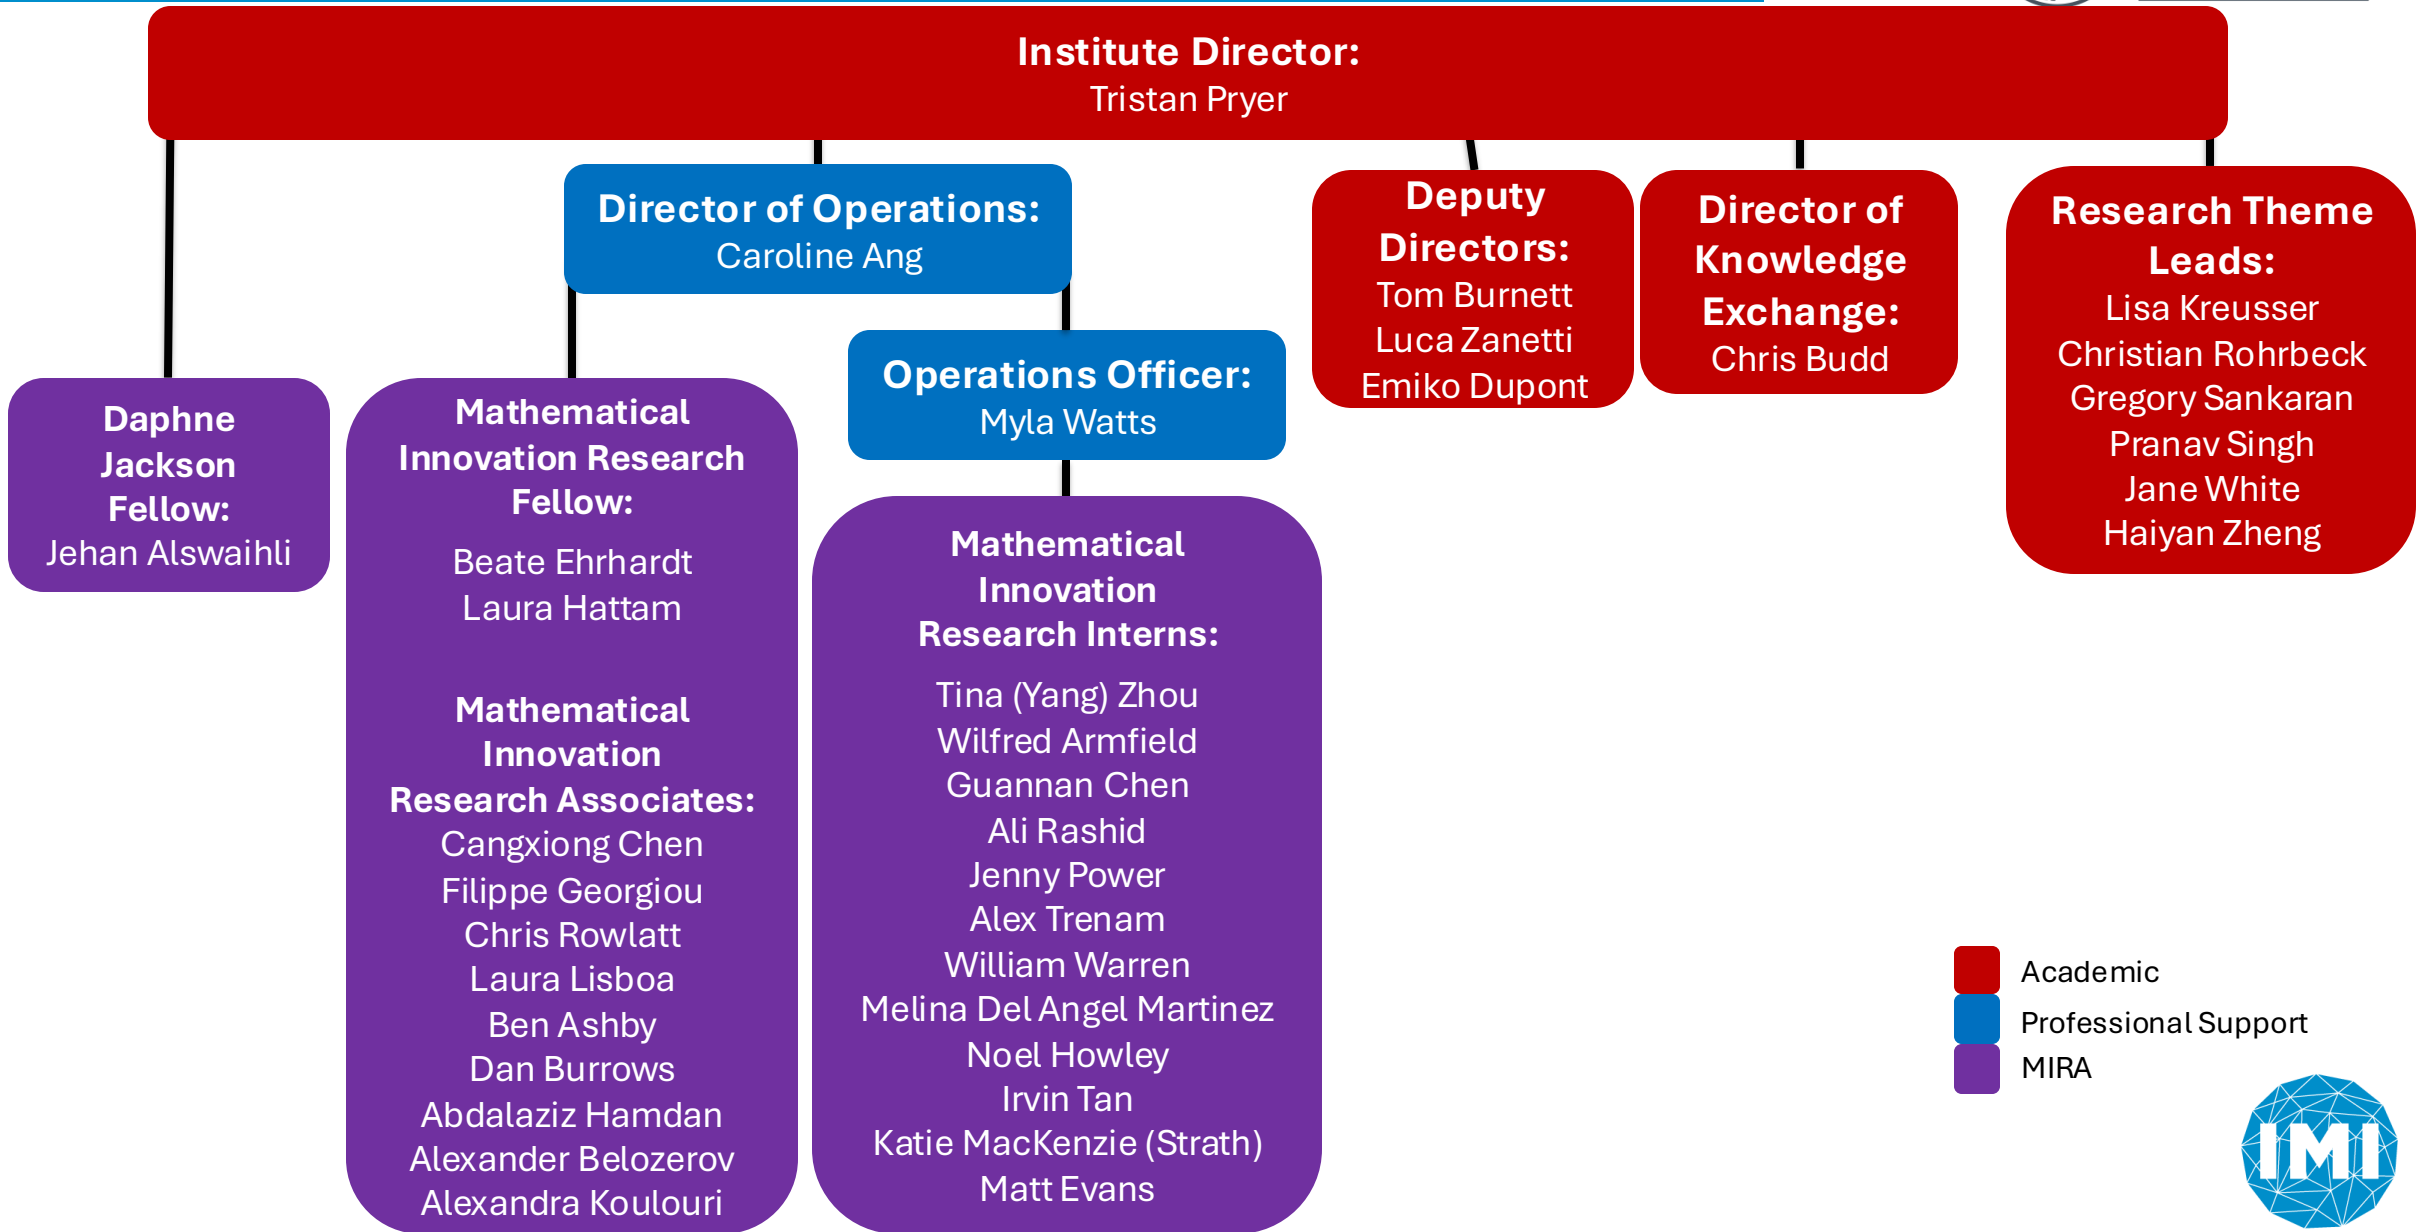 Institute Director:
Tristan Pryer
Director of Operations:
Caroline Ang
Deputy
Directors:
Tom Burnett
Luca Zanetti
Emiko Dupont
Director of
Knowledge
Exchange:
Chris Budd
Research Theme
Leads:
Lisa Kreusser
Christian Rohrbeck
Gregory Sankaran
Pranav Singh
Jane White
Haiyan Zheng
Operations Officer:
Myla Watts
Daphne
Jackson
Fellow:
Jehan Alswaihli
Mathematical
Innovation Research
Fellow:
Beate Ehrhardt
Laura Hattam
Mathematical
Innovation
Research Associates:
Cangxiong Chen
Filippe Georgiou
Chris Rowlatt
Laura Lisboa
Ben Ashby
Dan Burrows
Abdalaziz Hamdan
Alexander Belozerov
Alexandra Koulouri
Mathematical
Innovation
Research Interns:
Tina (Yang) Zhou
Wilfred Armfield
Guannan Chen
Ali Rashid
Jenny Power
Alex Trenam
William Warren
Melina Del Angel Martinez
Noel Howley
Irvin Tan
Katie MacKenzie (Strath)
Matt Evans
Academic
Professional Support
MIRA
IMI